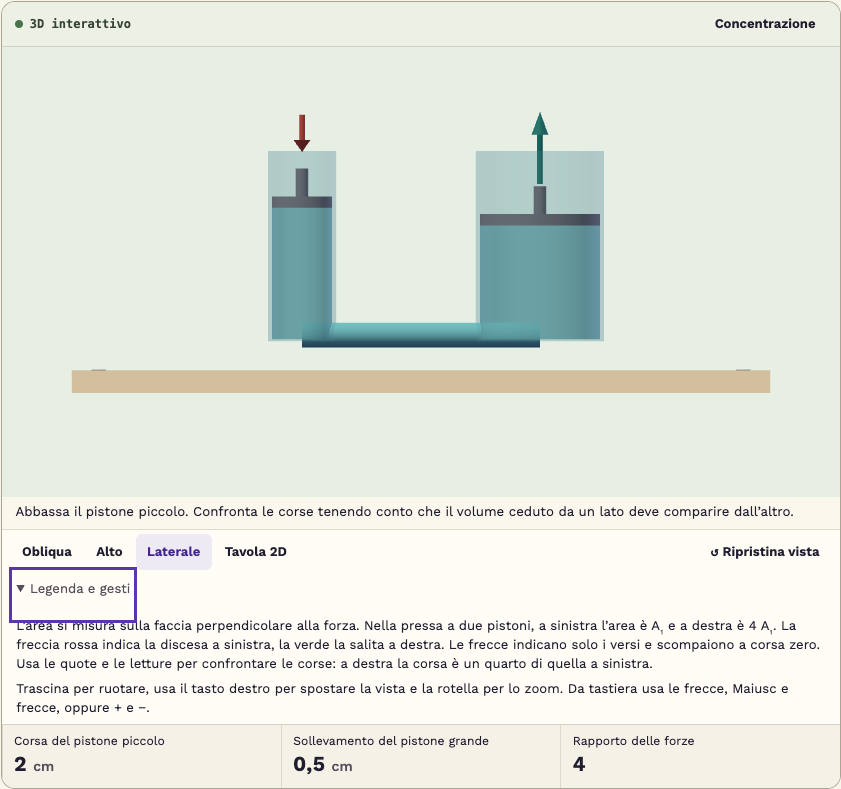 3D interattivo
Concentrazione
Abbassa il pistone piccolo. Confronta le corse tenendo conto che il volume ceduto da un lato deve comparire dall’altro.
Obliqua Alto Laterale Tavola 2D ↺ Ripristina vista
▼ Legenda e gesti
L’area si misura sulla faccia perpendicolare alla forza. Nella pressa a due pistoni, a sinistra l’area è A₁ e a destra è 4 A₁. La
freccia rossa indica la discesa a sinistra, la verde la salita a destra. Le frecce indicano solo i versi e scompaiono a corsa zero.
Usa le quote e le letture per confrontare le corse: a destra la corsa è un quarto di quella a sinistra.
Trascina per ruotare, usa il tasto destro per spostare la vista e la rotella per lo zoom. Da tastiera usa le frecce, Maiusc e
frecce, oppure + e −.
Corsa del pistone piccolo
2 cm
Sollevamento del pistone grande
0,5 cm
Rapporto delle forze
4